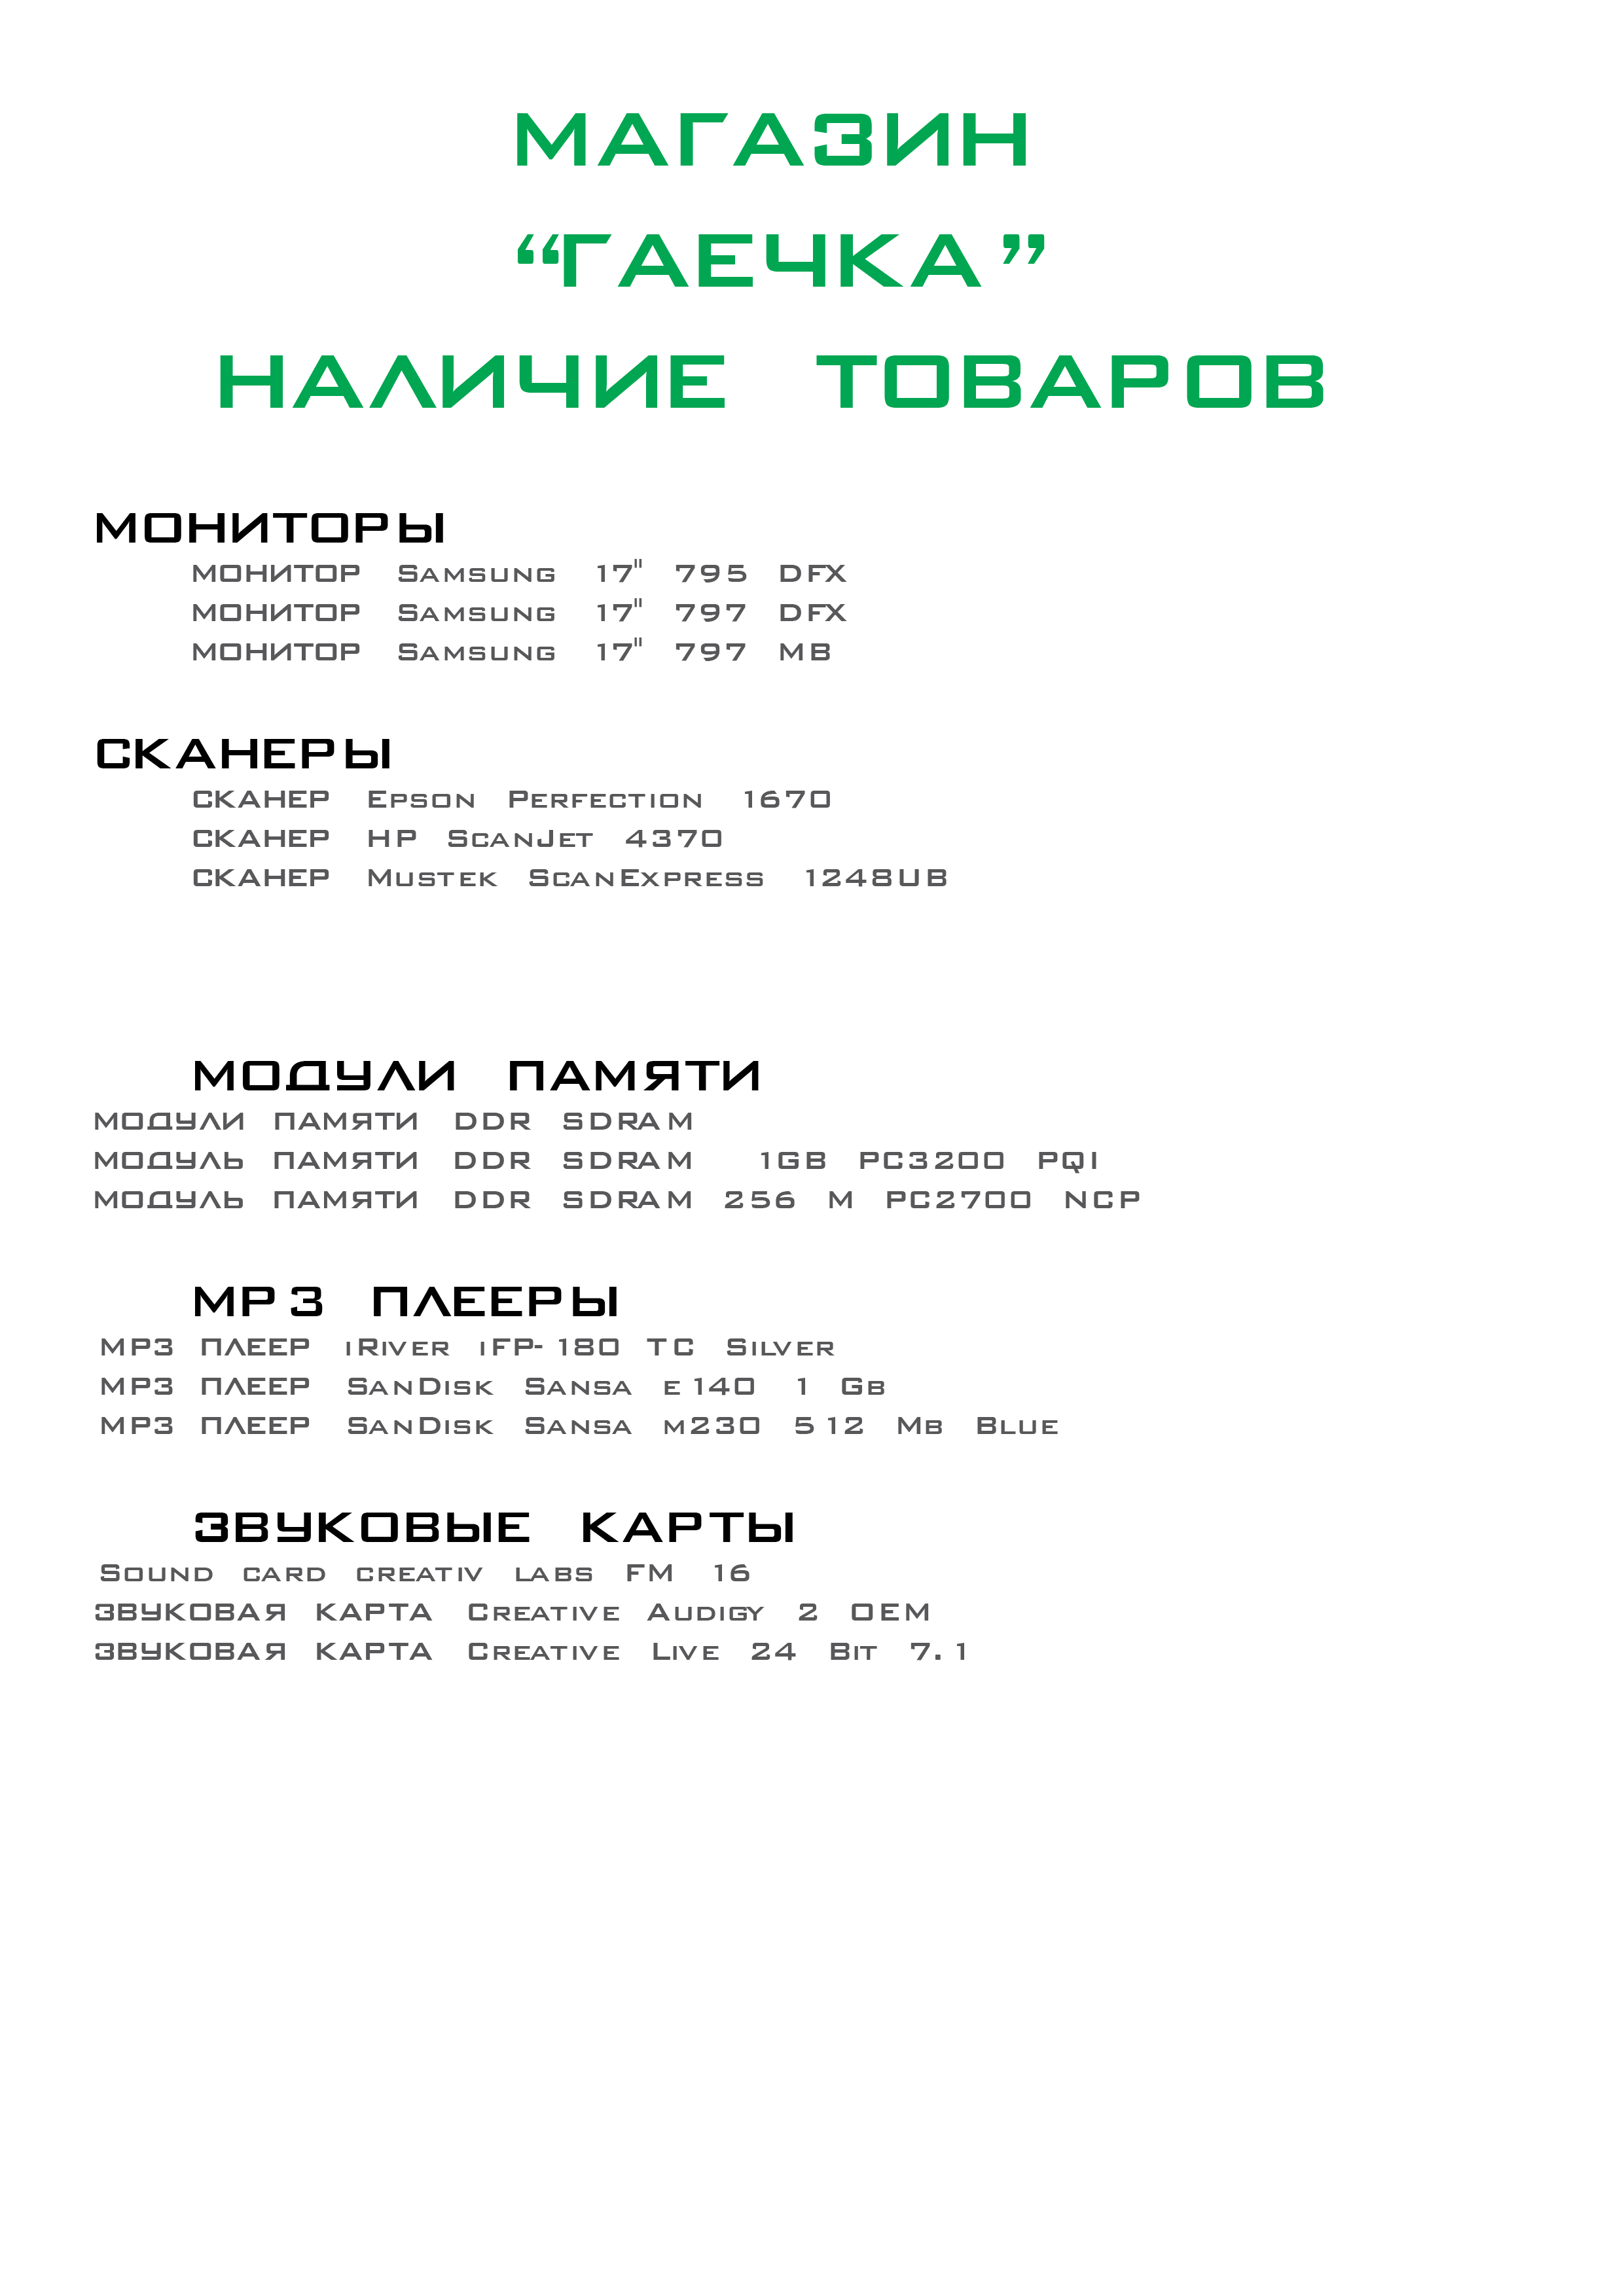 МАГАЗИН
“ГАЕЧКА”
НАЛИЧИЕ ТОВАРОВ
МОНИТОРЫ
МОНИТОР Samsung 17" 795 DFX
МОНИТОР Samsung 17" 797 DFX
МОНИТОР Samsung 17" 797 MB
СКАНЕРЫ
СКАНЕР Epson Perfection 1670
СКАНЕР HP ScanJet 4370
СКАНЕР Mustek ScanExpress 1248UB
МОДУЛИ ПАМЯТИ
МОДУЛИ ПАМЯТИ DDR SDRAM
МОДУЛЬ ПАМЯТИ DDR SDRAM 1GB PC3200 PQI
МОДУЛЬ ПАМЯТИ DDR SDRAM 256 M PC2700 NCP
MP3 ПЛЕЕРЫ
MP3 ПЛЕЕР iRiver iFP-180 TC Silver
MP3 ПЛЕЕР SanDisk Sansa e140 1 Gb
MP3 ПЛЕЕР SanDisk Sansa m230 512 Mb Blue
ЗВУКОВЫЕ КАРТЫ
Sound card creativ labs FM 16
ЗВУКОВАЯ КАРТА Creative Audigy 2 OEM
ЗВУКОВАЯ КАРТА Creative Live 24 Bit 7.1